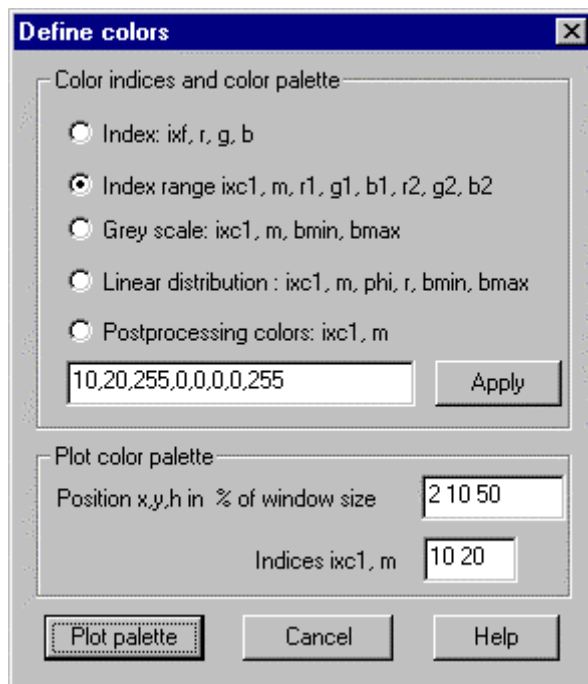 Define colors
Color indices and color palette
Index: ixf, r, g, b
Index range ixc1, m, r1, g1, b1, r2, g2, b2
Grey scale: ixc1, m, bmin, bmax
Linear distribution : ixc1, m, phi, r, bmin, bmax
Postprocessing colors: ixc1, m
10,20,255,0,0,0,0,255 Apply
Plot color palette
Position x,y,h in % of window size 2 10 50
Indices ixc1, m 10 20
Plot palette Cancel Help